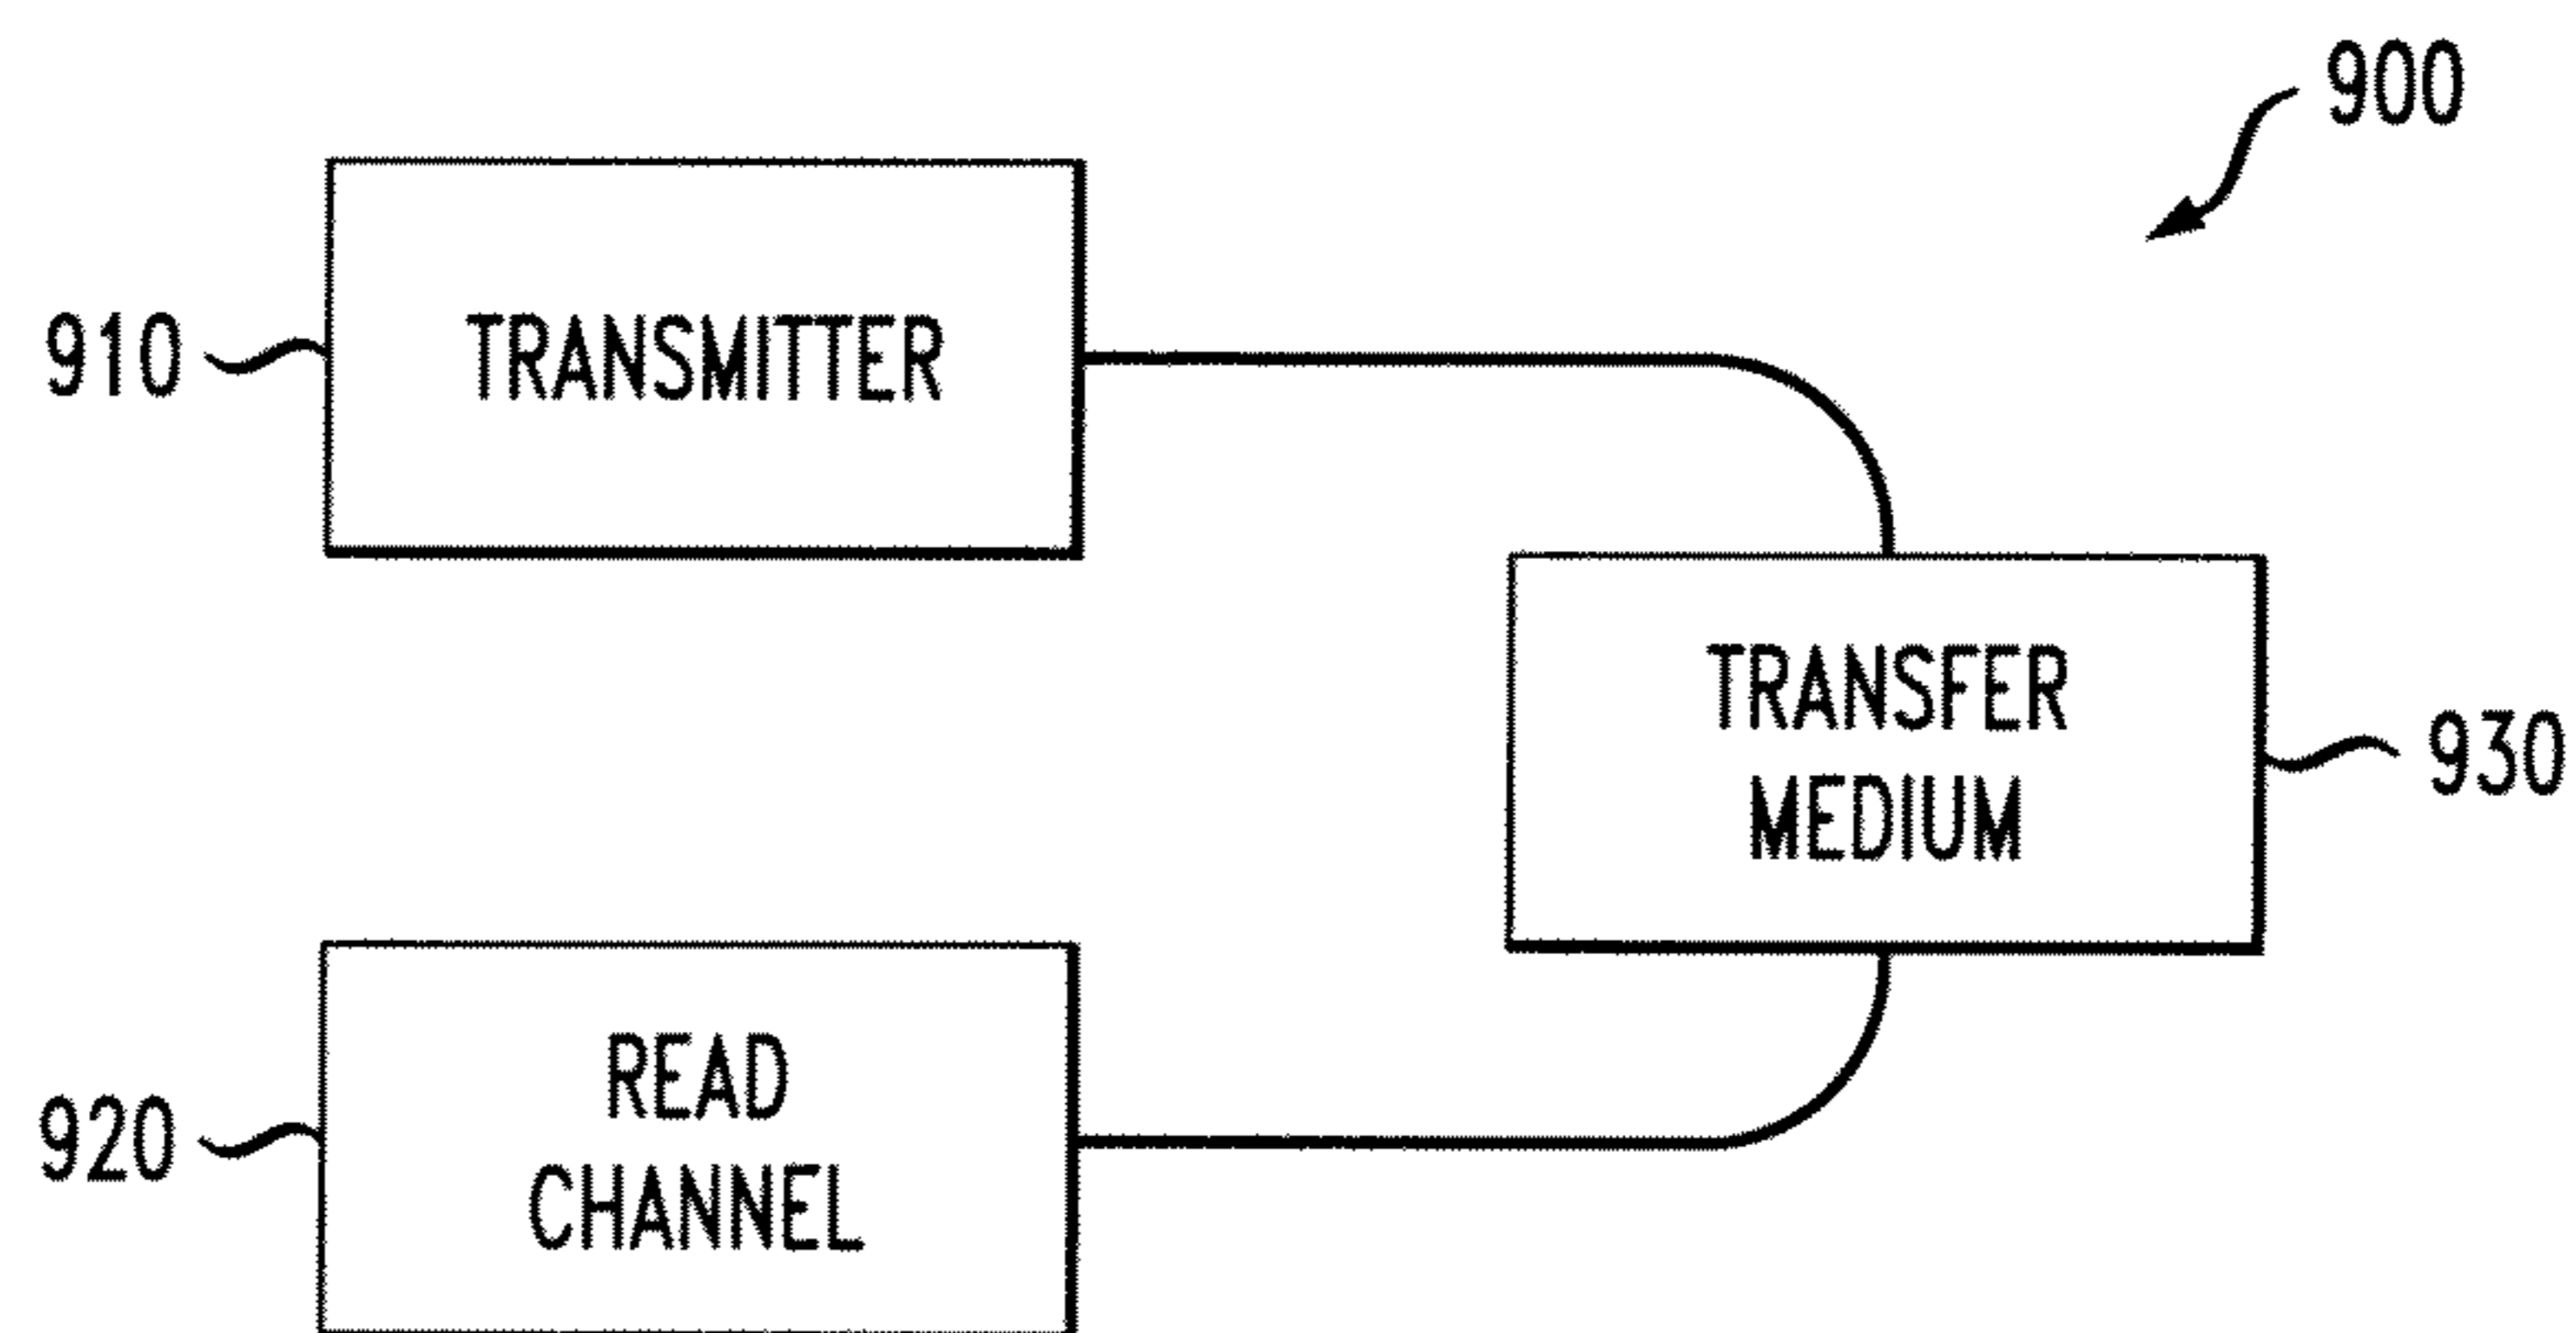 900
910
TRANSMITTER
TRANSFER
MEDIUM
930
920
READ
CHANNEL